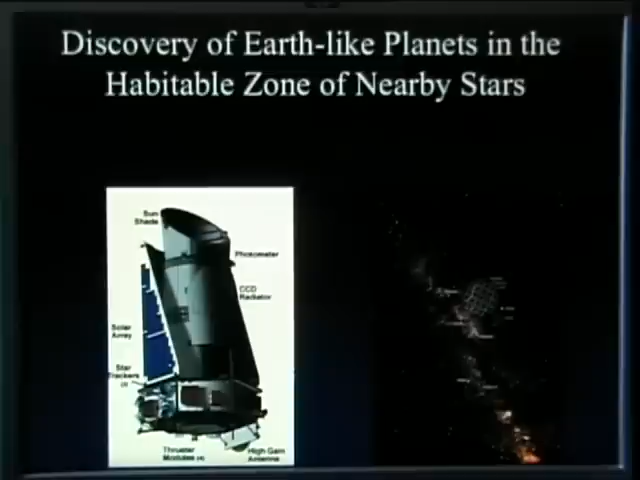 Discovery of Earth-like Planets in the
Habitable Zone of Nearby Stars
Sun
Shade
Photometer
CCD
Radiator
Solar
Array
Star
Trackers
Thruster
Modules (4)
High Gain
Antenna